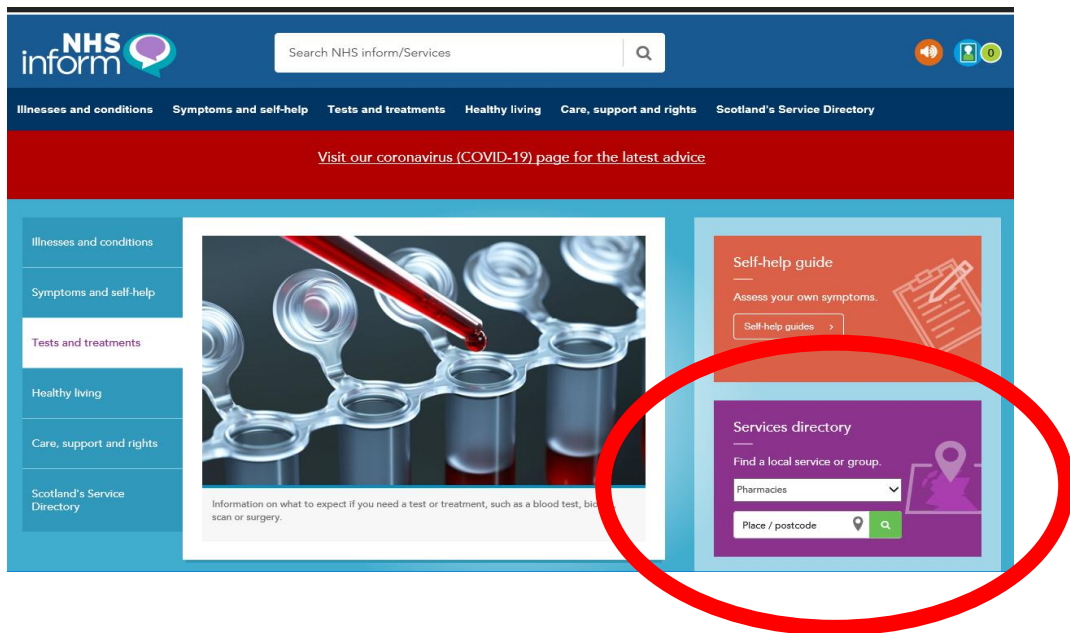 NHS
inform
Search NHS inform/Services
0
Illnesses and conditions Symptoms and self-help Tests and treatments Healthy living Care, support and rights Scotland's Service Directory
Visit our coronavirus (COVID-19) page for the latest advice
Illnesses and conditions
Symptoms and self-help
Tests and treatments
Healthy living
Care, support and rights
Scotland's Service
Directory
Information on what to expect if you need a test or treatment, such as a blood test,
scan or surgery.
Self-help guide
Assess your own symptoms.
Self-help guides >
Services directory
Find a local service or group.
Pharmacies
Place / postcode